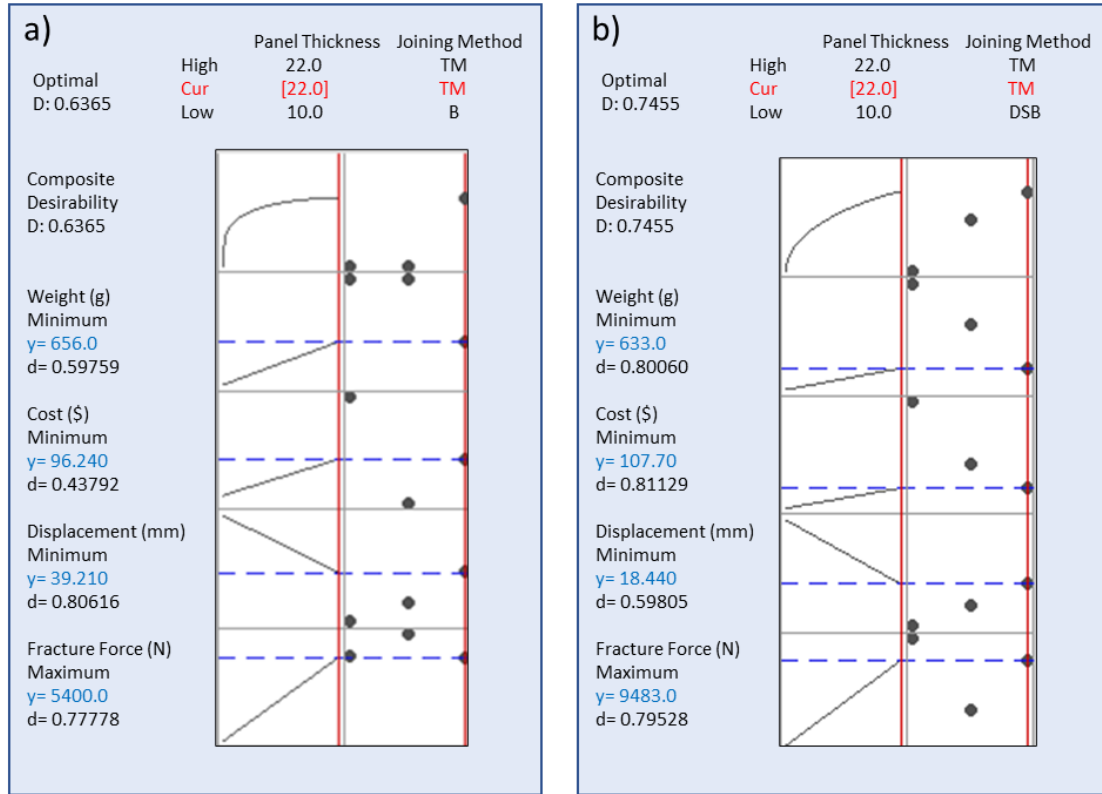 a)
Panel Thickness Joining Method
High 22.0 TM
Optimal
D: 0.6365
Cur [22.0] TM
Low 10.0 B
Composite
Desirability
D: 0.6365
Weight (g)
Minimum
y= 656.0
d= 0.59759
Cost ($)
Minimum
y= 96.240
d= 0.43792
Displacement (mm)
Minimum
y= 39.210
d= 0.80616
Fracture Force (N)
Maximum
y= 5400.0
d= 0.77778
b)
Panel Thickness Joining Method
High 22.0 TM
Optimal
D: 0.7455
Cur [22.0] TM
Low 10.0 DSB
Composite
Desirability
D: 0.7455
Weight (g)
Minimum
y= 633.0
d= 0.80060
Cost ($)
Minimum
y= 107.70
d= 0.81129
Displacement (mm)
Minimum
y= 18.440
d= 0.59805
Fracture Force (N)
Maximum
y= 9483.0
d= 0.79528